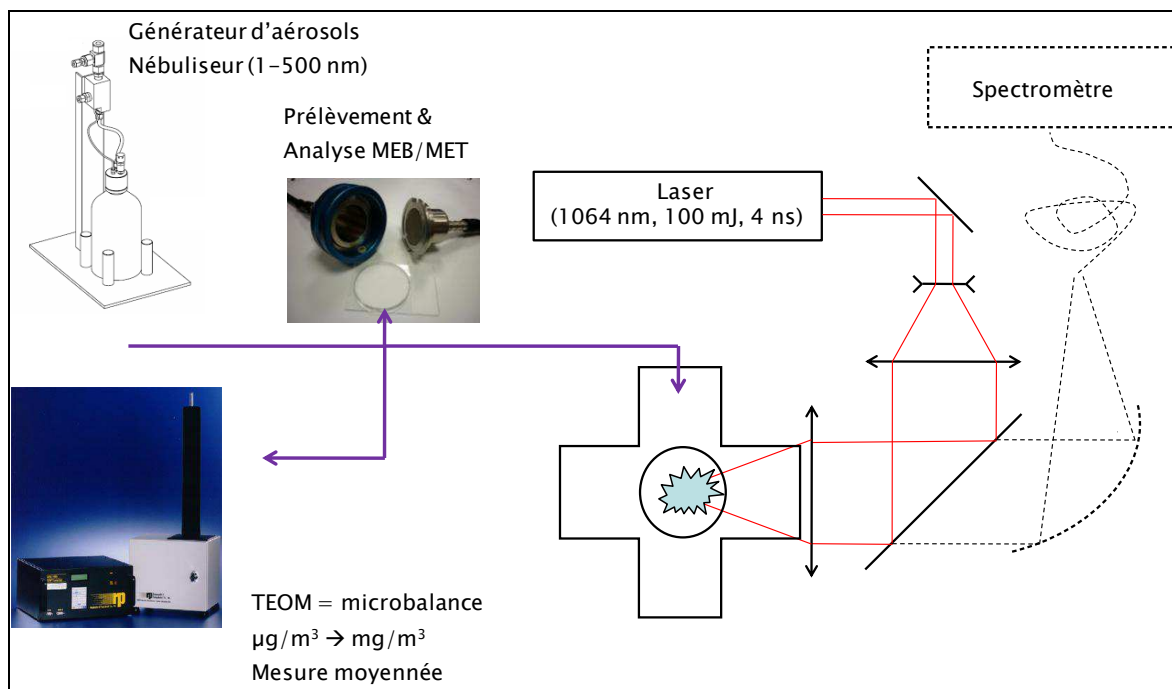 Générateur d'aérosols
Nébuliseur (1-500 nm)
Prélèvement &
Analyse MEB/MET
Spectromètre
Laser
(1064 nm, 100 mJ, 4 ns)
TEOM = microbalance
µg/m³ → mg/m³
Mesure moyennée
rp